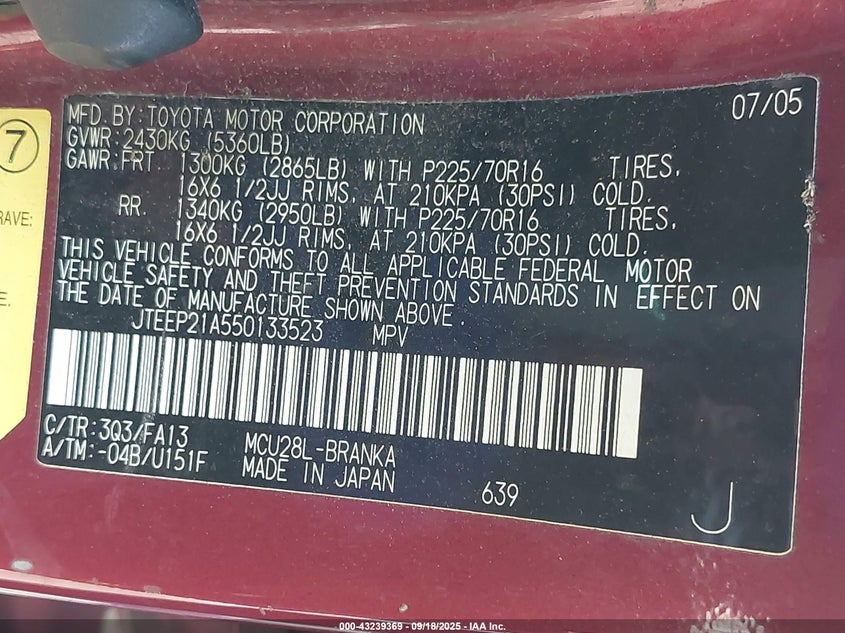 7
RAVE:
E.
MFD.BY:TOYOTA MOTOR CORPORATION 07/05
GVWR:2430KG (5360LB)
GAWR:FRT. 1300KG (2865LB) WITH P225/70R16 TIRES,
16X6 1/2JJ RIMS, AT 210KPA (30PSI) COLD.
RR. 1340KG (2950LB) WITH P225/70R16 TIRES,
16X6 1/2JJ RIMS, AT 210KPA (30PSI) COLD.
THIS VEHICLE CONFORMS TO ALL APPLICABLE FEDERAL MOTOR
VEHICLE SAFETY AND THEFT PREVENTION STANDARDS IN EFFECT ON
THE DATE OF MANUFACTURE SHOWN ABOVE.
JTEEP21A550133523 MPV
C/TR:3Q3/FA13 MCU28L-BRANKA
A/TM:-04B/U151F MADE IN JAPAN 639 J
000-43239369 - 09/18/2025 - IAA Inc.